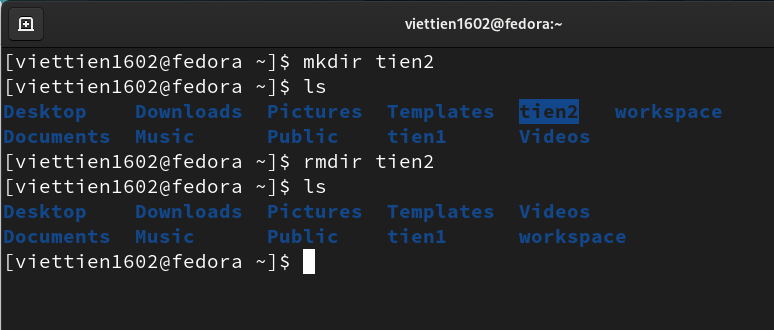 viettien1602@fedora:~
[viettien1602@fedora ~]$ mkdir tien2
[viettien1602@fedora ~]$ ls
Desktop    Downloads  Pictures  Templates  tien2   workspace
Documents  Music      Public    tien1      Videos
[viettien1602@fedora ~]$ rmdir tien2
[viettien1602@fedora ~]$ ls
Desktop    Downloads  Pictures  Templates  Videos
Documents  Music      Public    tien1      workspace
[viettien1602@fedora ~]$